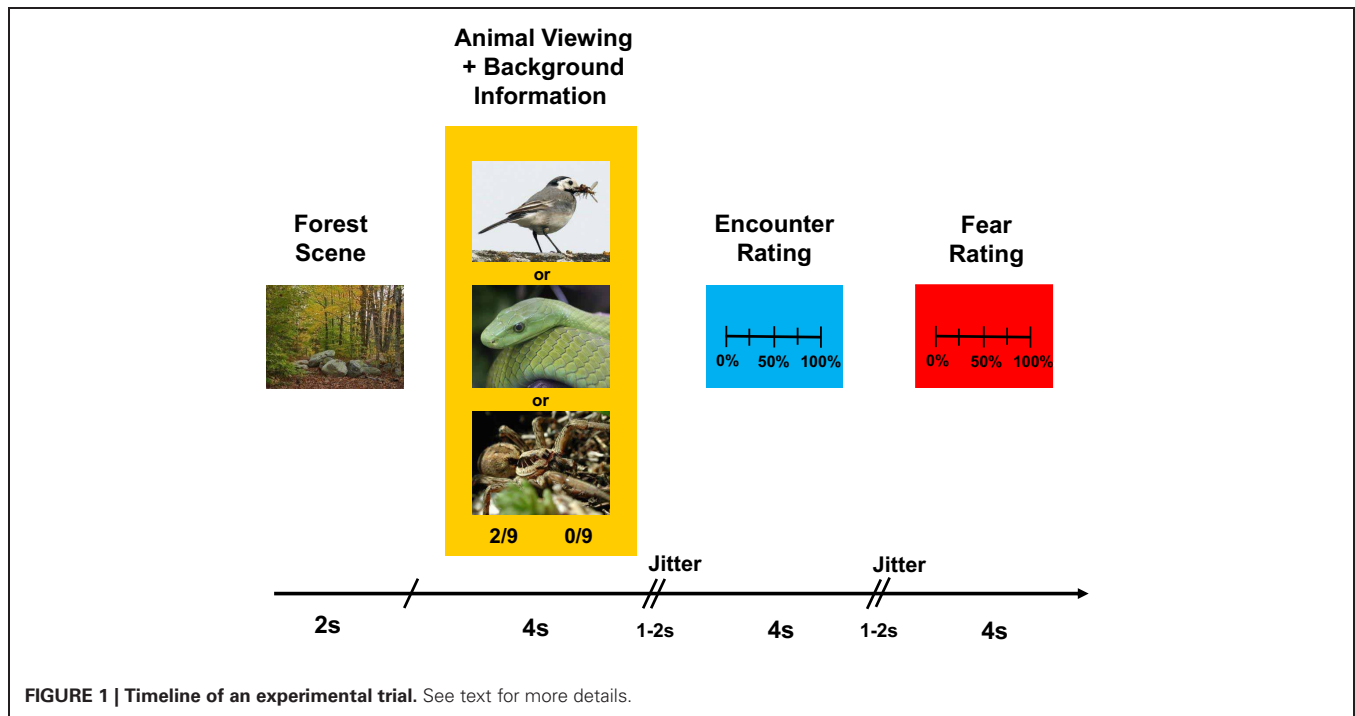 Animal Viewing
+ Background
Information
Forest
Scene
or
or
2/9 0/9
Encounter
Rating
0% 50% 100%
Fear
Rating
0% 50% 100%
Jitter Jitter
2s 4s 1-2s 4s 1-2s 4s
FIGURE 1 | Timeline of an experimental trial. See text for more details.